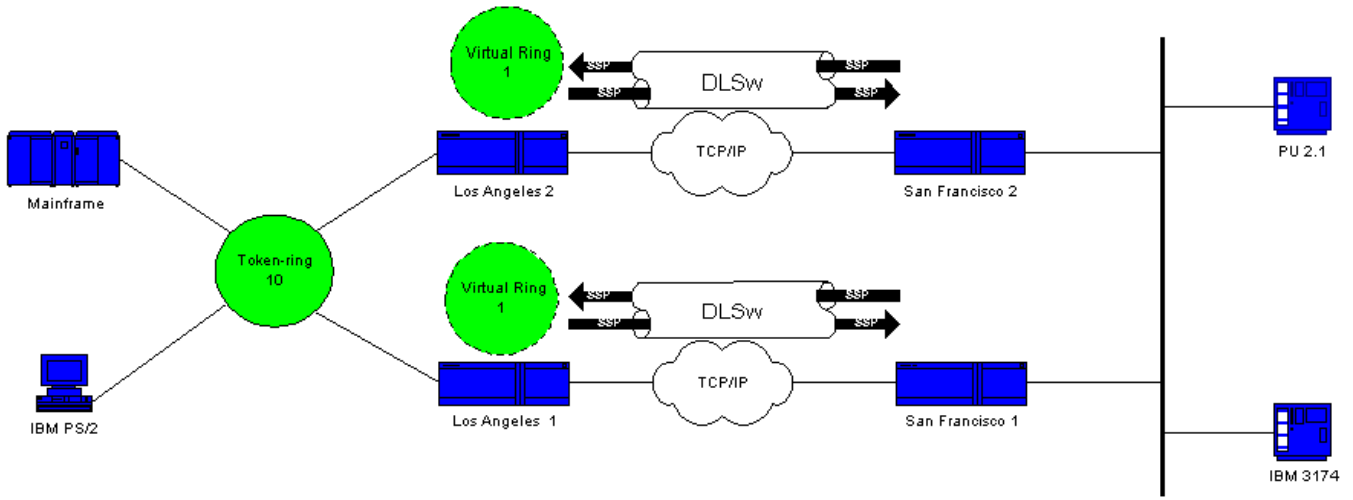 Virtual Ring
1
SSP
SSP
DLSw
SSP
SSP
TCP/IP
Mainframe
Los Angeles 2
San Francisco 2
PU 2.1
Token-ring
10
Virtual Ring
1
SSP
SSP
DLSw
SSP
SSP
TCP/IP
IBM PS/2
Los Angeles 1
San Francisco 1
IBM 3174